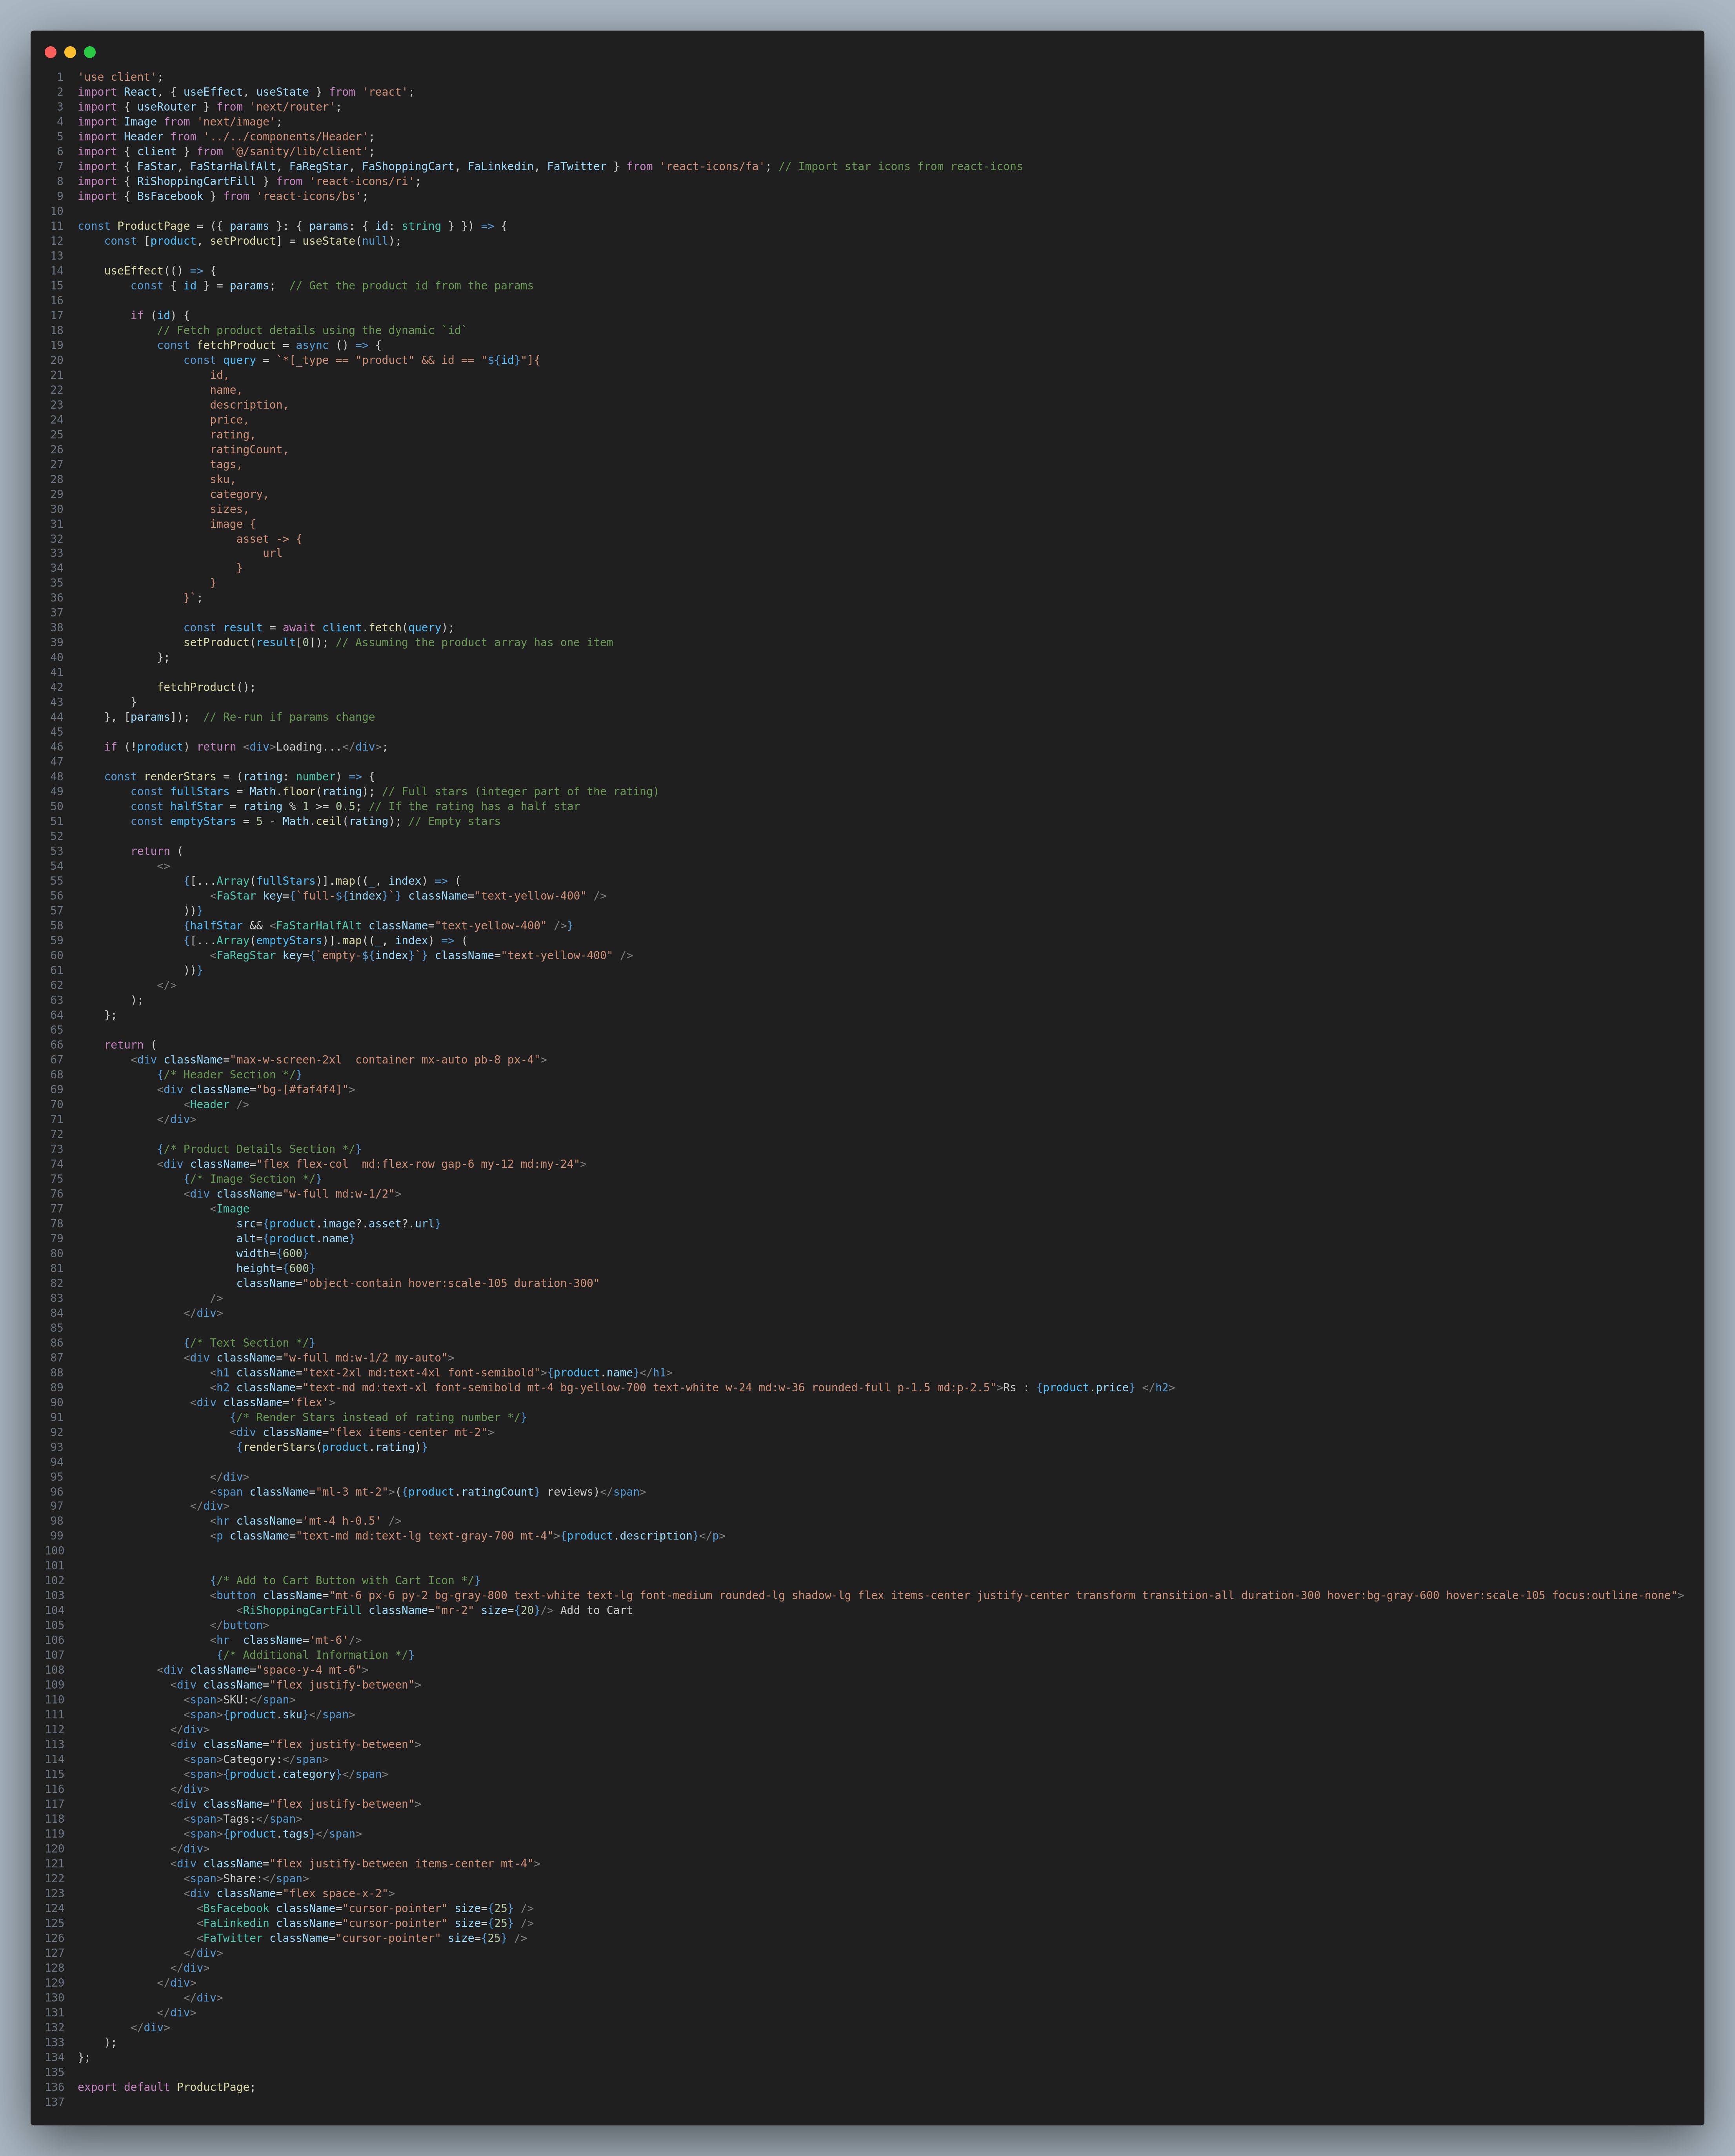 1 'use client';
2 import React, { useEffect, useState } from 'react';
3 import { useRouter } from 'next/router';
4 import Image from 'next/image';
5 import Header from '../../components/Header';
6 import { client } from '@/sanity/lib/client';
7 import { FaStar, FaStarHalfAlt, FaRegStar, FaShoppingCart, FaLinkedin, FaTwitter } from 'react-icons/fa'; // Import star icons from react-icons
8 import { RiShoppingCartFill } from 'react-icons/ri';
9 import { BsFacebook } from 'react-icons/bs';
10
11 const ProductPage = ({ params }: { params: { id: string } }) => {
12     const [product, setProduct] = useState(null);
13
14     useEffect(() => {
15         const { id } = params;  // Get the product id from the params
16
17         if (id) {
18             // Fetch product details using the dynamic `id`
19             const fetchProduct = async () => {
20                 const query = `*[_type == "product" && id == "${id}"]{
21                     id,
22                     name,
23                     description,
24                     price,
25                     rating,
26                     ratingCount,
27                     tags,
28                     sku,
29                     category,
30                     sizes,
31                     image {
32                         asset -> {
33                             url
34                         }
35                     }
36                 }`;
37
38                 const result = await client.fetch(query);
39                 setProduct(result[0]); // Assuming the product array has one item
40             };
41
42             fetchProduct();
43         }
44     }, [params]);  // Re-run if params change
45
46     if (!product) return <div>Loading...</div>;
47
48     const renderStars = (rating: number) => {
49         const fullStars = Math.floor(rating); // Full stars (integer part of the rating)
50         const halfStar = rating % 1 >= 0.5; // If the rating has a half star
51         const emptyStars = 5 - Math.ceil(rating); // Empty stars
52
53         return (
54             <>
55                 {[...Array(fullStars)].map((_, index) => (
56                     <FaStar key={`full-${index}`} className="text-yellow-400" />
57                 ))}
58                 {halfStar && <FaStarHalfAlt className="text-yellow-400" />}
59                 {[...Array(emptyStars)].map((_, index) => (
60                     <FaRegStar key={`empty-${index}`} className="text-yellow-400" />
61                 ))}
62             </>
63         );
64     };
65
66     return (
67         <div className="max-w-screen-2xl  container mx-auto pb-8 px-4">
68             {/* Header Section */}
69             <div className="bg-[#faf4f4]">
70                 <Header />
71             </div>
72
73             {/* Product Details Section */}
74             <div className="flex flex-col  md:flex-row gap-6 my-12 md:my-24">
75                 {/* Image Section */}
76                 <div className="w-full md:w-1/2">
77                     <Image
78                         src={product.image?.asset?.url}
79                         alt={product.name}
80                         width={600}
81                         height={600}
82                         className="object-contain hover:scale-105 duration-300"
83                     />
84                 </div>
85
86                 {/* Text Section */}
87                 <div className="w-full md:w-1/2 my-auto">
88                     <h1 className="text-2xl md:text-4xl font-semibold">{product.name}</h1>
89                     <h2 className="text-md md:text-xl font-semibold mt-4 bg-yellow-700 text-white w-24 md:w-36 rounded-full p-1.5 md:p-2.5">Rs : {product.price} </h2>
90                  <div className='flex'>
91                        {/* Render Stars instead of rating number */}
92                        <div className="flex items-center mt-2">
93                         {renderStars(product.rating)}
94
95                     </div>
96                     <span className="ml-3 mt-2">({product.ratingCount} reviews)</span>
97                  </div>
98                     <hr className='mt-4 h-0.5' />
99                     <p className="text-md md:text-lg text-gray-700 mt-4">{product.description}</p>
100
101
102                     {/* Add to Cart Button with Cart Icon */}
103                     <button className="mt-6 px-6 py-2 bg-gray-800 text-white text-lg font-medium rounded-lg shadow-lg flex items-center justify-center transform transition-all duration-300 hover:bg-gray-600 hover:scale-105 focus:outline-none">
104                         <RiShoppingCartFill className="mr-2" size={20}/> Add to Cart
105                     </button>
106                     <hr  className='mt-6'/>
107                      {/* Additional Information */}
108             <div className="space-y-4 mt-6">
109               <div className="flex justify-between">
110                 <span>SKU:</span>
111                 <span>{product.sku}</span>
112               </div>
113               <div className="flex justify-between">
114                 <span>Category:</span>
115                 <span>{product.category}</span>
116               </div>
117               <div className="flex justify-between">
118                 <span>Tags:</span>
119                 <span>{product.tags}</span>
120               </div>
121               <div className="flex justify-between items-center mt-4">
122                 <span>Share:</span>
123                 <div className="flex space-x-2">
124                   <BsFacebook className="cursor-pointer" size={25} />
125                   <FaLinkedin className="cursor-pointer" size={25} />
126                   <FaTwitter className="cursor-pointer" size={25} />
127                 </div>
128               </div>
129             </div>
130                 </div>
131             </div>
132         </div>
133     );
134 };
135
136 export default ProductPage;
137